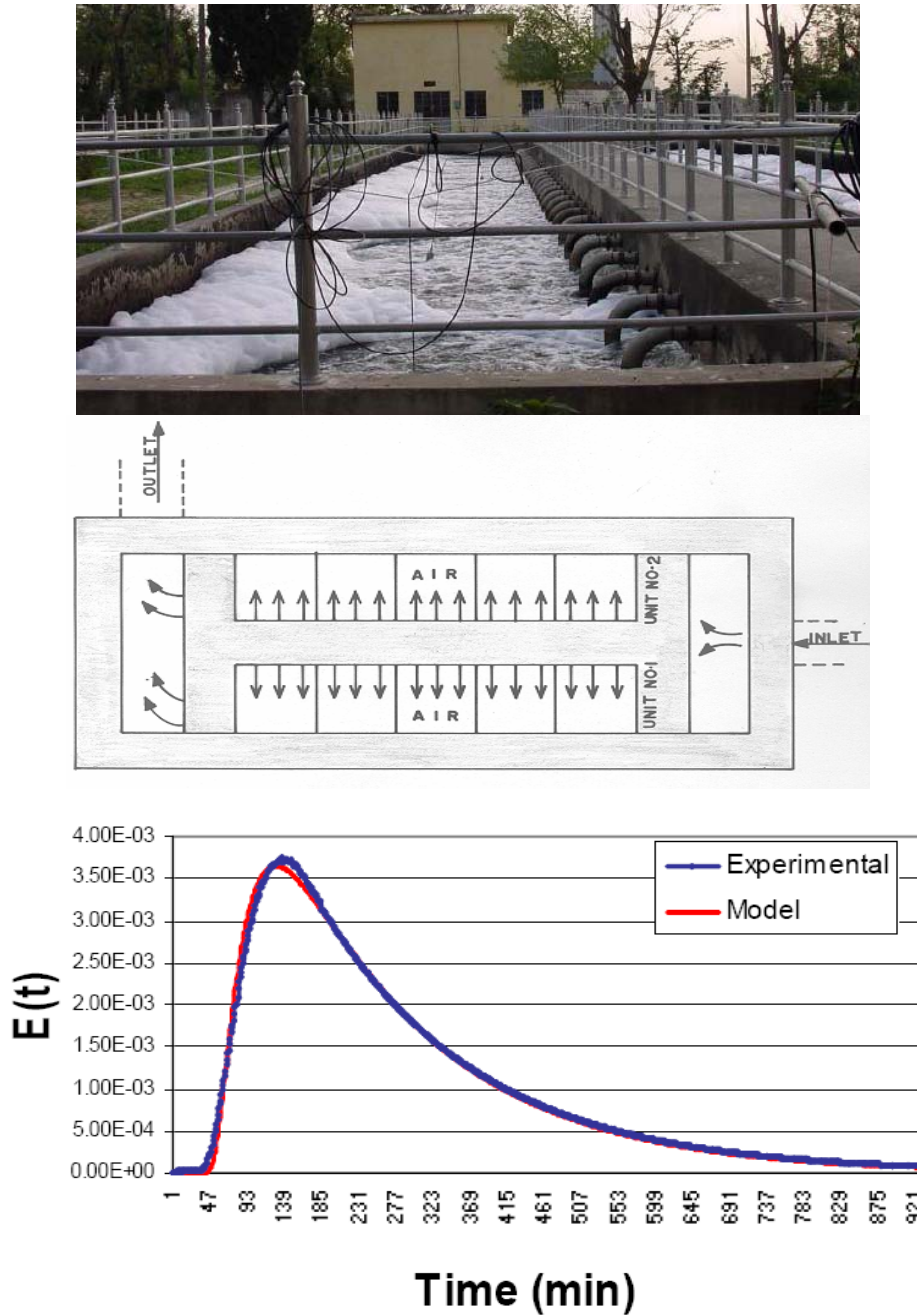 OUTLET
AIR
UNIT NO·2
INLET
UNIT NO·1
AIR
4.00E-03
3.50E-03
3.00E-03
2.50E-03
2.00E-03
1.50E-03
1.00E-03
5.00E-04
0.00E+00
Experimental
Model
E(t)
1 47 93 139 185 231 277 323 369 415 461 507 553 599 645 691 737 783 829 875 921
Time (min)